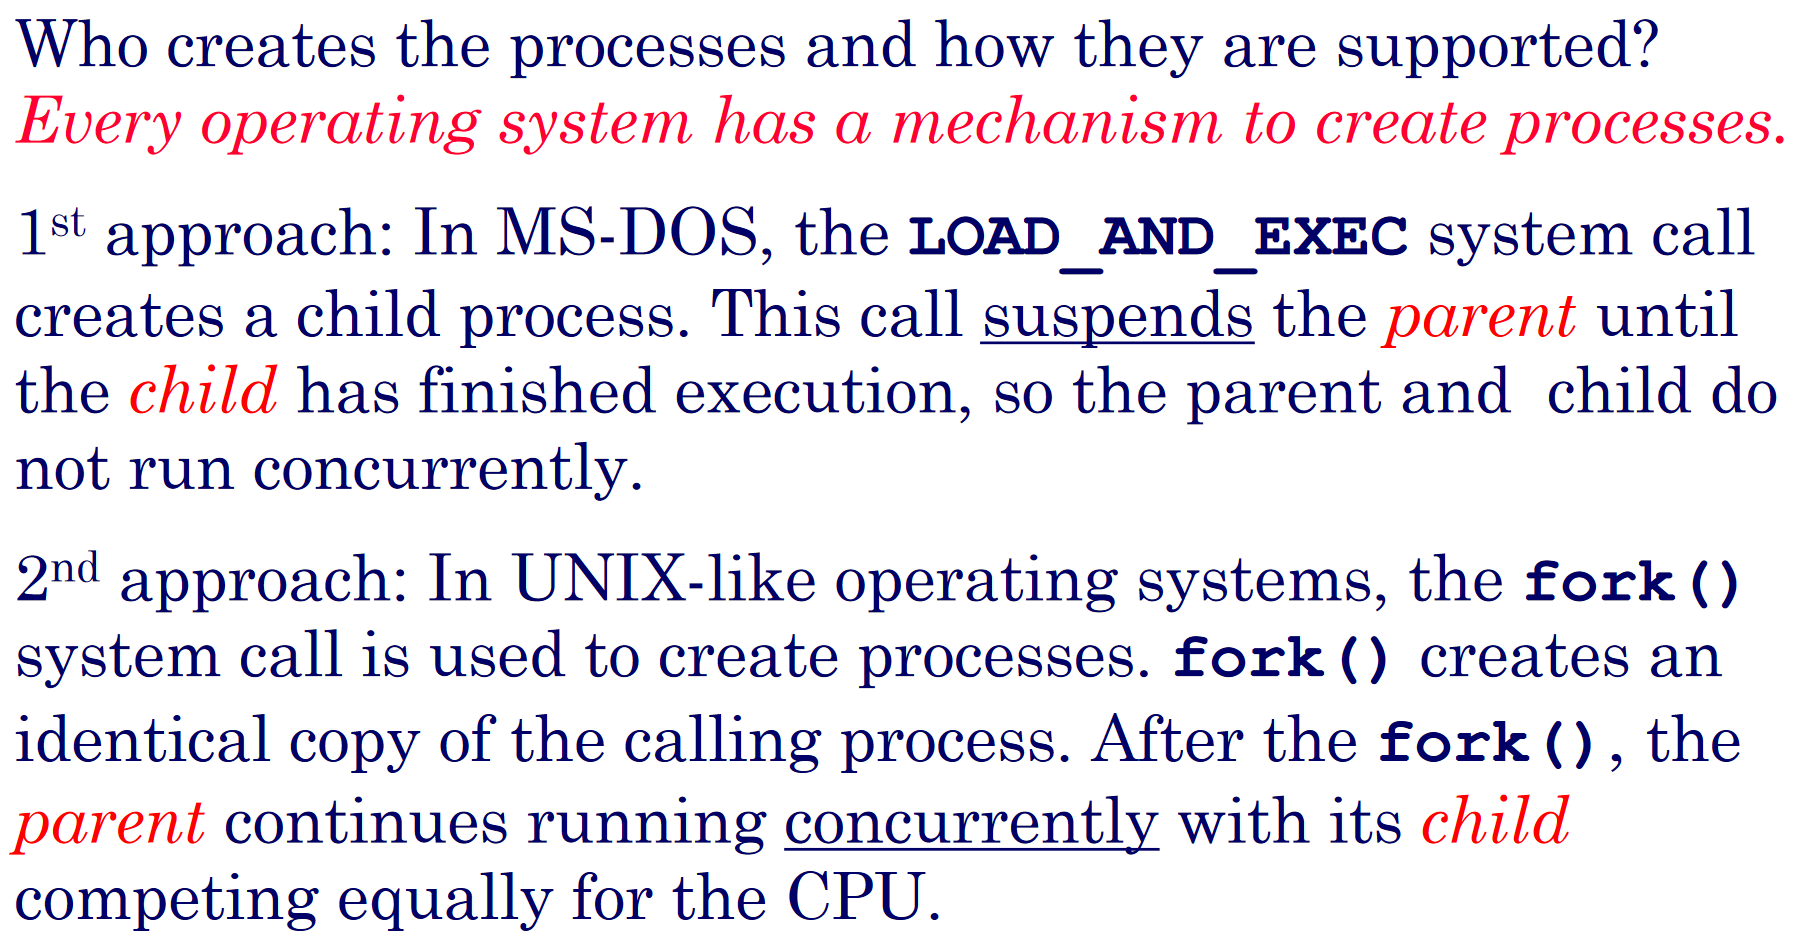 Who creates the processes and how they are supported?
Every operating system has a mechanism to create processes.
1st approach: In MS-DOS, the LOAD_AND_EXEC system call
creates a child process. This call suspends the parent until
the child has finished execution, so the parent and  child do
not run concurrently.
2nd approach: In UNIX-like operating systems, the fork()
system call is used to create processes. fork() creates an
identical copy of the calling process. After the fork(), the
parent continues running concurrently with its child
competing equally for the CPU.